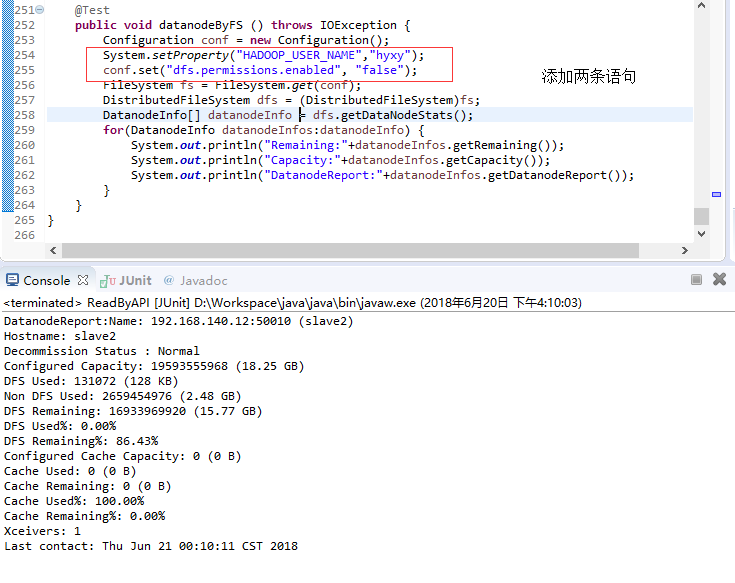 251 @Test
252 public void datanodeByFS () throws IOException {
253 Configuration conf = new Configuration();
254 System.setProperty("HADOOP_USER_NAME","hyxy");
255 conf.set("dfs.permissions.enabled", "false");
添加两条语句
256 FileSystem fs = FileSystem.get(conf);
257 DistributedFileSystem dfs = (DistributedFileSystem)fs;
258 DatanodeInfo[] datanodeInfo = dfs.getDataNodeStats();
259 for(DatanodeInfo datanodeInfos:datanodeInfo) {
260 System.out.println("Remaining:"+datanodeInfos.getRemaining());
261 System.out.println("Capacity:"+datanodeInfos.getCapacity());
262 System.out.println("DatanodeReport:"+datanodeInfos.getDatanodeReport());
263 }
264 }
265 }
266
Console JUnit @ Javadoc
<terminated> ReadByAPI [JUnit] D:\Workspace\java\java\bin\javaw.exe (2018年6月20日 下午4:10:03)
DatanodeReport:Name: 192.168.140.12:50010 (slave2)
Hostname: slave2
Decommission Status : Normal
Configured Capacity: 19593555968 (18.25 GB)
DFS Used: 131072 (128 KB)
Non DFS Used: 2659454976 (2.48 GB)
DFS Remaining: 16933969920 (15.77 GB)
DFS Used%: 0.00%
DFS Remaining%: 86.43%
Configured Cache Capacity: 0 (0 B)
Cache Used: 0 (0 B)
Cache Remaining: 0 (0 B)
Cache Used%: 100.00%
Cache Remaining%: 0.00%
Xceivers: 1
Last contact: Thu Jun 21 00:10:11 CST 2018